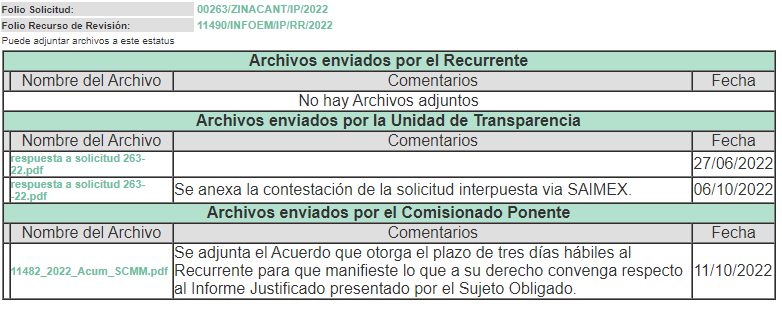 Folio Solicitud: 00263/ZINACANT/IP/2022
Folio Recurso de Revisión: 11490/INFOEM/IP/RR/2022
Puede adjuntar archivos a este estatus
Archivos enviados por el Recurrente
Nombre del Archivo Comentarios Fecha
No hay Archivos adjuntos
Archivos enviados por la Unidad de Transparencia
Nombre del Archivo Comentarios Fecha
respuesta a solicitud 263-
22.pdf 27/06/2022
respuesta a solicitud 263-
-22.pdf Se anexa la contestación de la solicitud interpuesta via SAIMEX. 06/10/2022
Archivos enviados por el Comisionado Ponente
Nombre del Archivo Comentarios Fecha
Se adjunta el Acuerdo que otorga el plazo de tres días hábiles al
11482_2022_Acum_SCMM.pdf Recurrente para que manifieste lo que a su derecho convenga respecto 11/10/2022
al Informe Justificado presentado por el Sujeto Obligado.